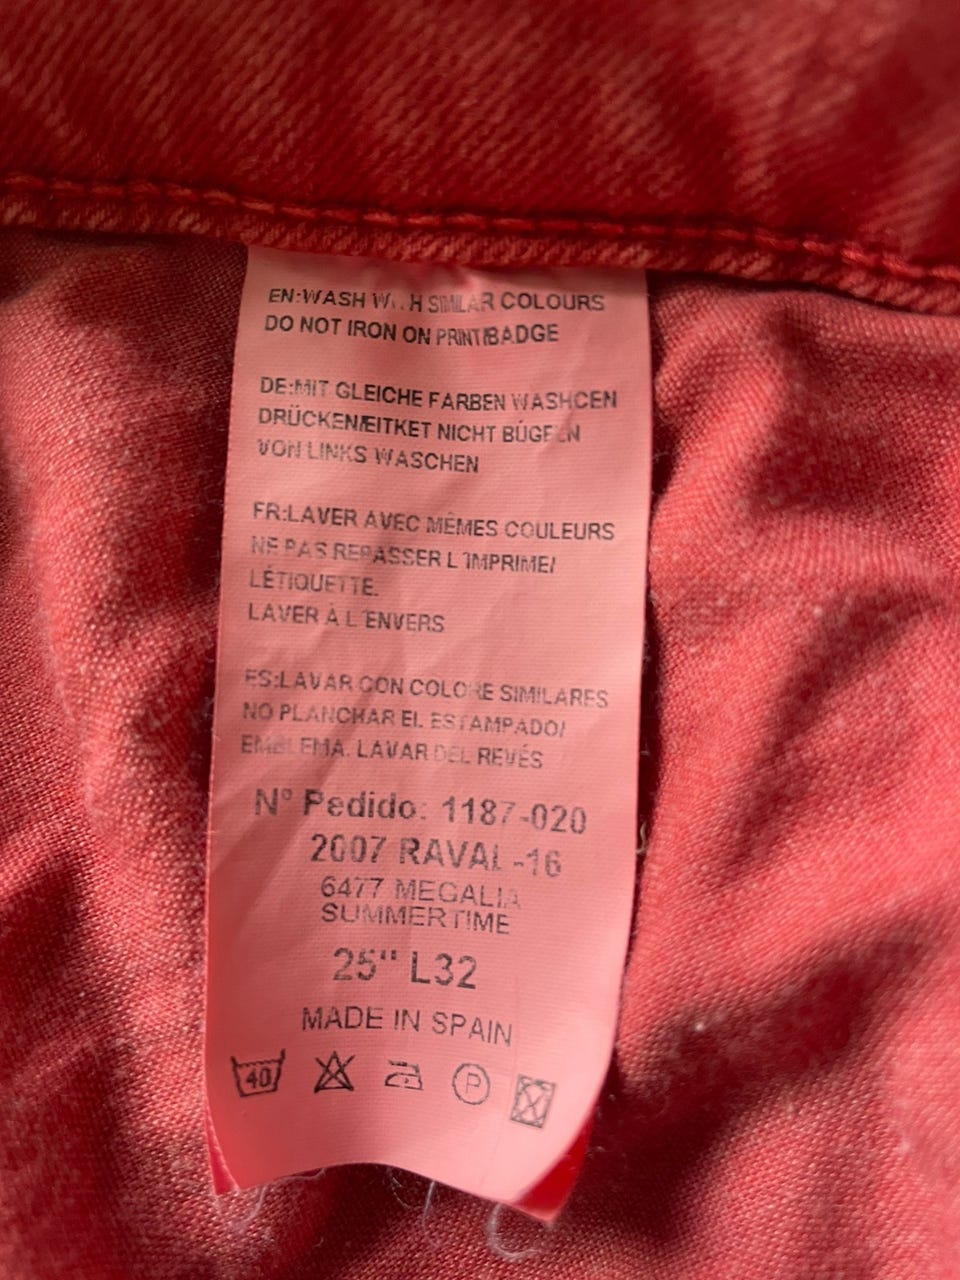 EN:WASH WITH SIMILAR COLOURS
DO NOT IRON ON PRINT/BADGE
DE:MIT GLEICHE FARBEN WASHCEN
DRÜCKEN/EITKET NICHT BÜGELN
VON LINKS WASCHEN
FR:LAVER AVEC MÊMES COULEURS
NE PAS REPASSER L´IMPRIME/
LÉTIQUETTE.
LAVER À L´ENVERS
ES:LAVAR CON COLORE SIMILARES
NO PLANCHAR EL ESTAMPADO/
EMBLEMA. LAVAR DEL REVÉS
Nº Pedido: 1187-020
2007 RAVAL -16
6477 MEGALIA
SUMMERTIME
25" L32
MADE IN SPAIN
40 P